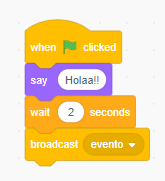 when clicked
say Holaa!!
wait 2 seconds
broadcast evento